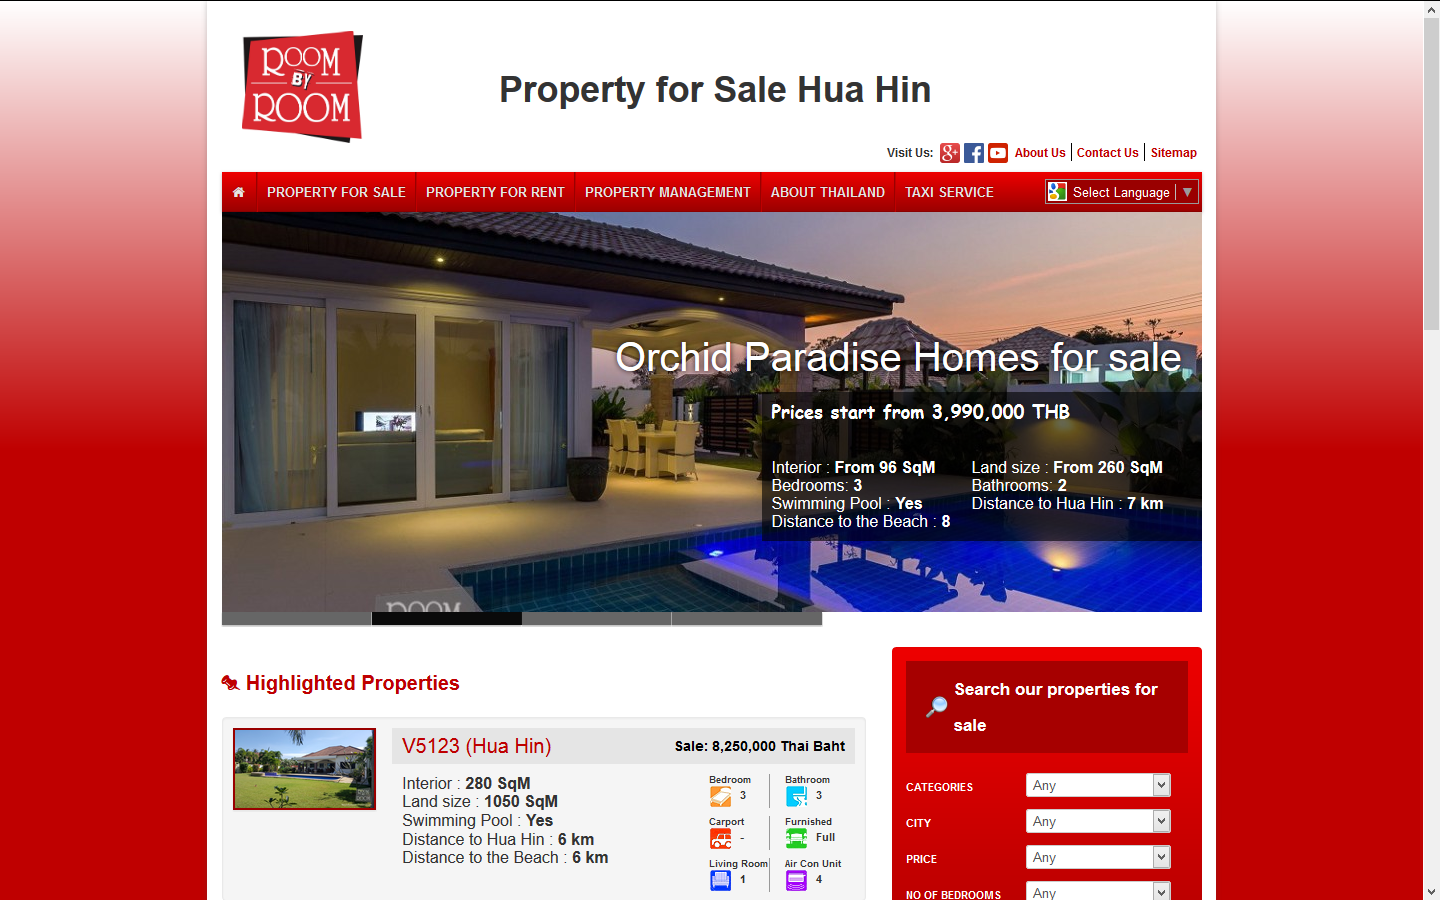 ROOM
BY
ROOM
Property for Sale Hua Hin
Visit Us:
About Us
Contact Us
Sitemap
PROPERTY FOR SALE
PROPERTY FOR RENT
PROPERTY MANAGEMENT
ABOUT THAILAND
TAXI SERVICE
Select Language ▼
Orchid Paradise Homes for sale
Prices start from 3,990,000 THB
Interior : From 96 SqM
Land size : From 260 SqM
Bedrooms: 3
Bathrooms: 2
Swimming Pool : Yes
Distance to Hua Hin : 7 km
Distance to the Beach : 8
ROOM
Highlighted Properties
V5123 (Hua Hin)
Sale: 8,250,000 Thai Baht
Interior : 280 SqM
Land size : 1050 SqM
Swimming Pool : Yes
Distance to Hua Hin : 6 km
Distance to the Beach : 6 km
Bedroom
3
Bathroom
3
Carport
-
Furnished
Full
Living Room
1
Air Con Unit
4
Search our properties for
sale
CATEGORIES
Any
CITY
Any
PRICE
Any
NO OF BEDROOMS
Any